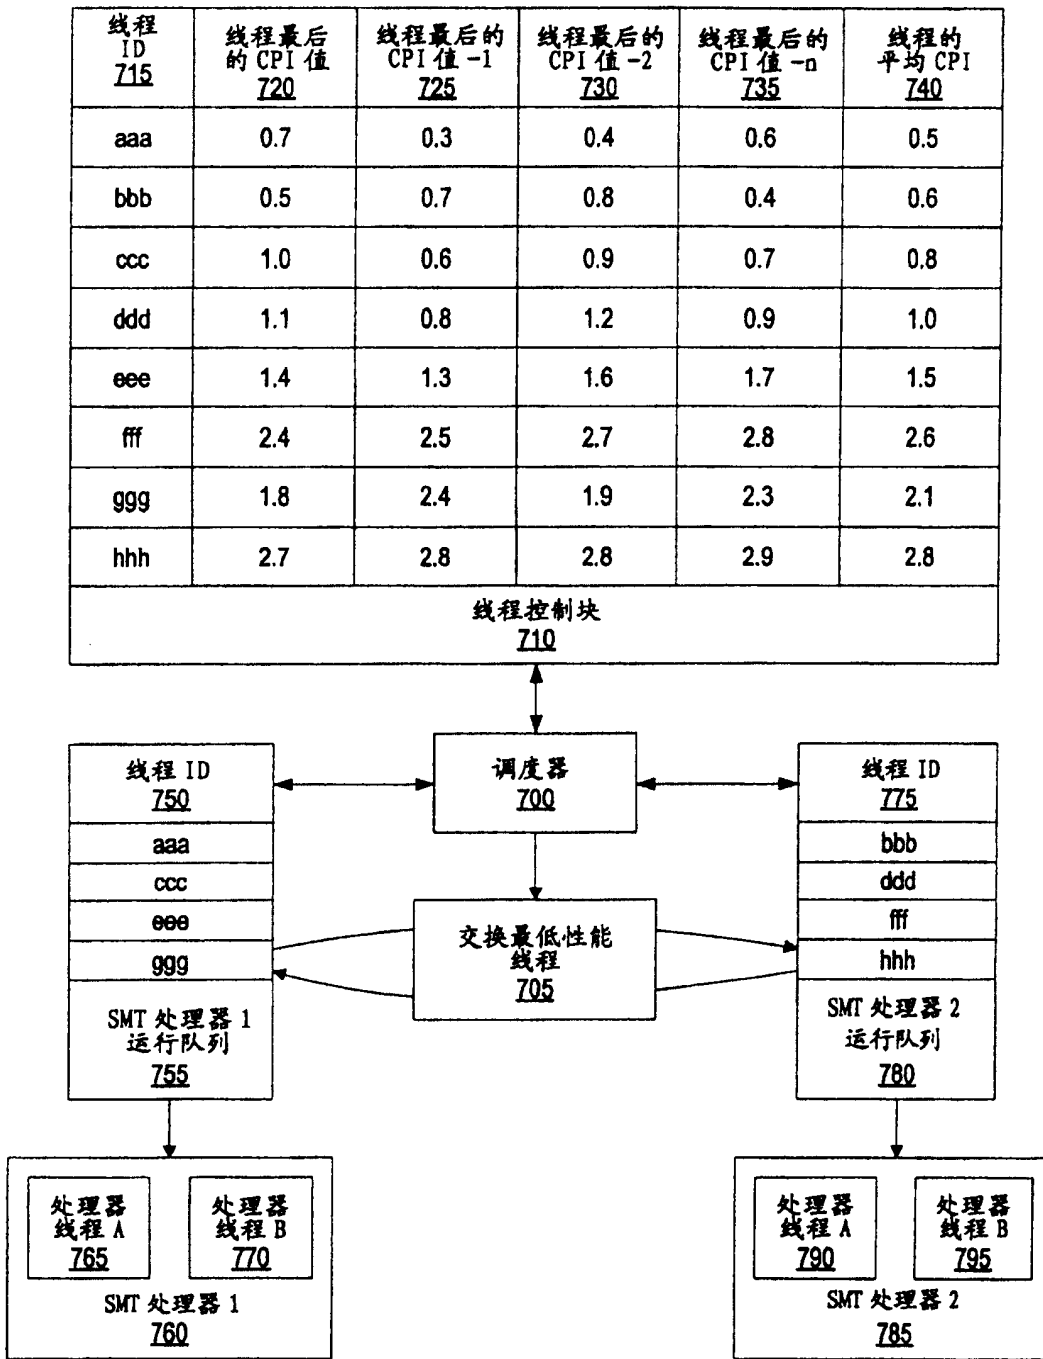 线程 ID 715
线程最后的 CPI 值 720
线程最后的 CPI 值 -1 725
线程最后的 CPI 值 -2 730
线程最后的 CPI 值 -n 735
线程的平均 CPI 740
aaa 0.7 0.3 0.4 0.6 0.5
bbb 0.5 0.7 0.8 0.4 0.6
ccc 1.0 0.6 0.9 0.7 0.8
ddd 1.1 0.8 1.2 0.9 1.0
eee 1.4 1.3 1.6 1.7 1.5
fff 2.4 2.5 2.7 2.8 2.6
ggg 1.8 2.4 1.9 2.3 2.1
hhh 2.7 2.8 2.8 2.9 2.8
线程控制块
710
线程 ID
750
aaa
ccc
eee
ggg
SMT 处理器 1
运行队列
755
调度器
700
交换最低性能
线程
705
线程 ID
775
bbb
ddd
fff
hhh
SMT 处理器 2
运行队列
780
处理器
线程 A
765
处理器
线程 B
770
SMT 处理器 1
760
处理器
线程 A
790
处理器
线程 B
795
SMT 处理器 2
785